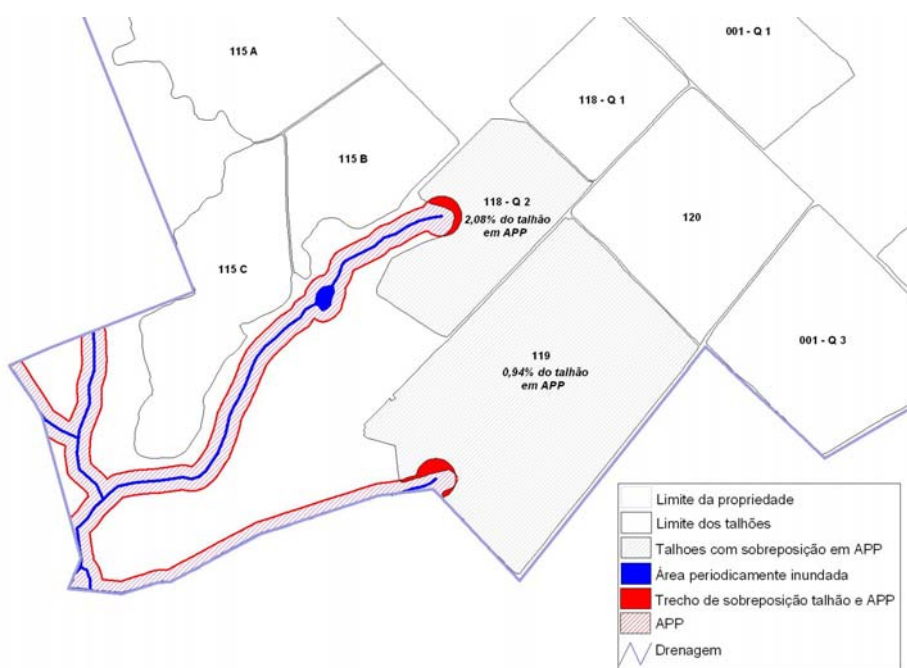 001 - Q 1
115 A
118 - Q 1
115 B
118 - Q 2
2,08% do talhão
em APP
120
115 C
001 - Q 3
119
0,94% do talhão
em APP
Limite da propriedade
Limite dos talhões
Talhoes com sobreposição em APP
Área periodicamente inundada
Trecho de sobreposição talhão e APP
APP
Drenagem